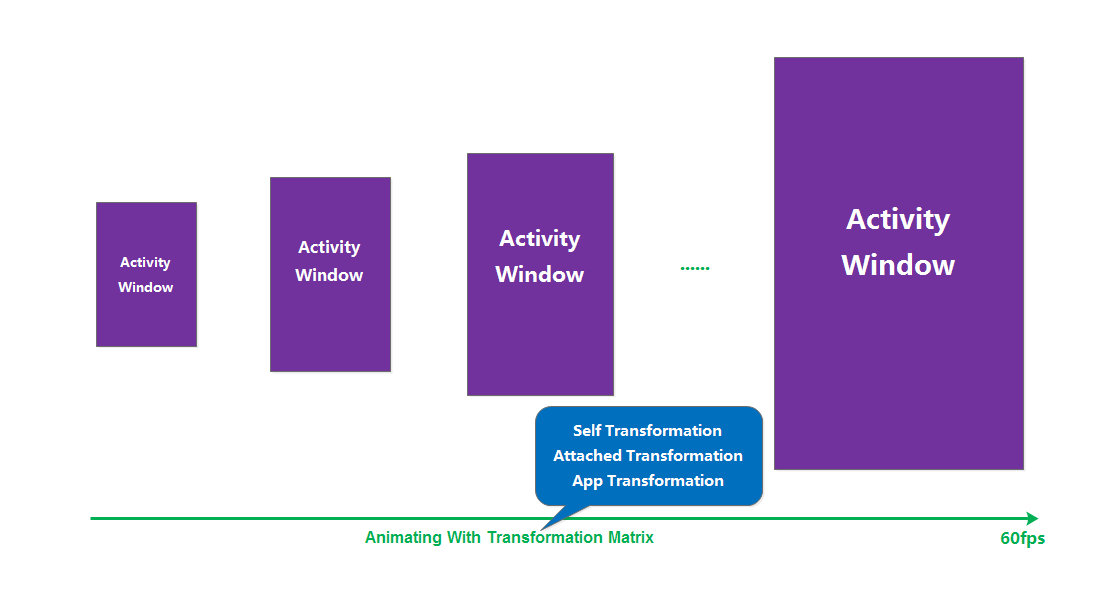 Activity
Window
Activity
Window
Activity
Window
......
Activity
Window
Self Transformation
Attached Transformation
App Transformation
Animating With Transformation Matrix
60fps